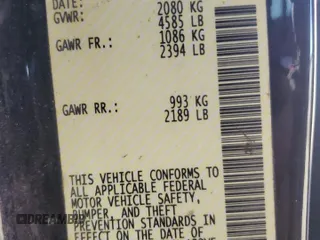 DATE:
2080 KG
GVWR:
4585 LB
GAWR FR.:
1086 KG
2394 LB
GAWR RR.:
993 KG
2189 LB
THIS VEHICLE CONFORMS TO
ALL APPLICABLE FEDERAL
MOTOR VEHICLE SAFETY,
BUMPER, AND THEFT
PREVENTION STANDARDS IN
EFFECT ON THE DATE OF